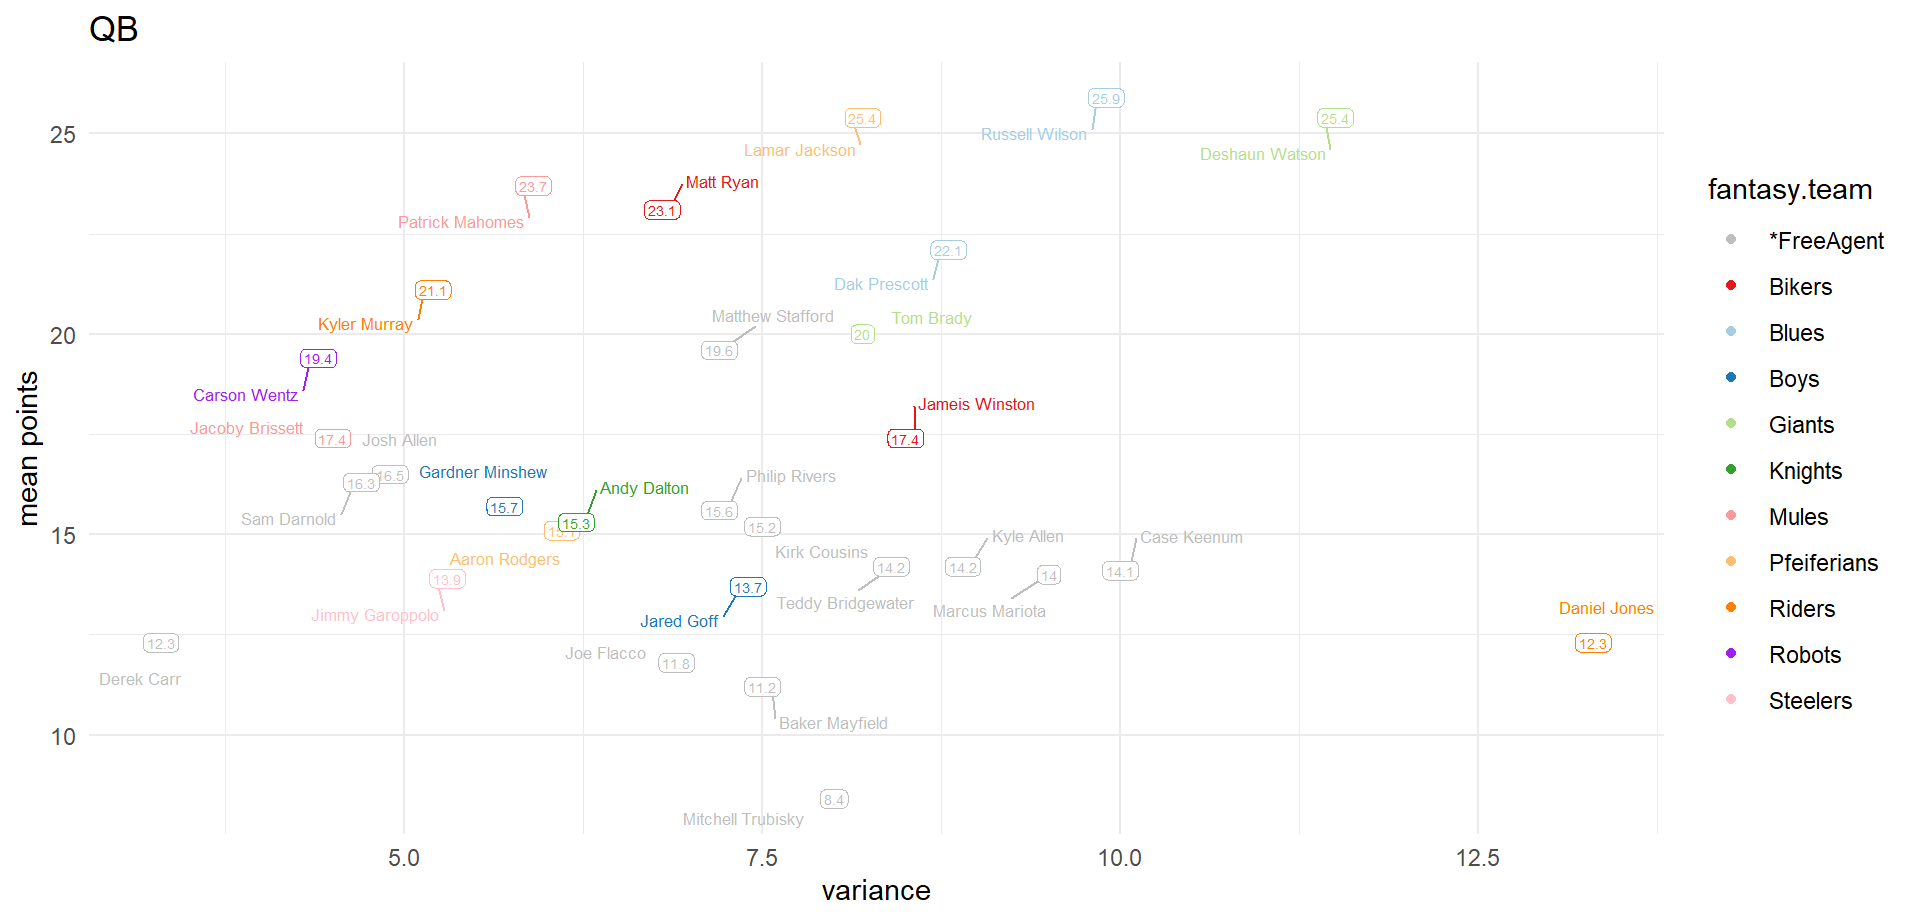 QB
25.9
25.4
25.4
Russell Wilson
Lamar Jackson
Deshaun Watson
Matt Ryan
23.7
23.1
Patrick Mahomes
22.1
Dak Prescott
21.1
Kyler Murray
Matthew Stafford
Tom Brady
20
19.6
19.4
Carson Wentz
Jameis Winston
Jacoby Brissett
17.4
Josh Allen
17.4
16.5
16.3
Gardner Minshew
Philip Rivers
Andy Dalton
15.7
15.6
Sam Darnold
15.3
15.2
15.1
Kyle Allen
Case Keenum
Kirk Cousins
Aaron Rodgers
14.2
14.2
14.1
14
13.9
13.7
Teddy Bridgewater
Marcus Mariota
Daniel Jones
Jimmy Garoppolo
Jared Goff
12.3
12.3
Joe Flacco
11.8
Derek Carr
11.2
Baker Mayfield
8.4
Mitchell Trubisky
25
20
15
10
mean points
5.0
7.5
10.0
12.5
variance
fantasy.team
*FreeAgent
Bikers
Blues
Boys
Giants
Knights
Mules
Pfeiferians
Riders
Robots
Steelers